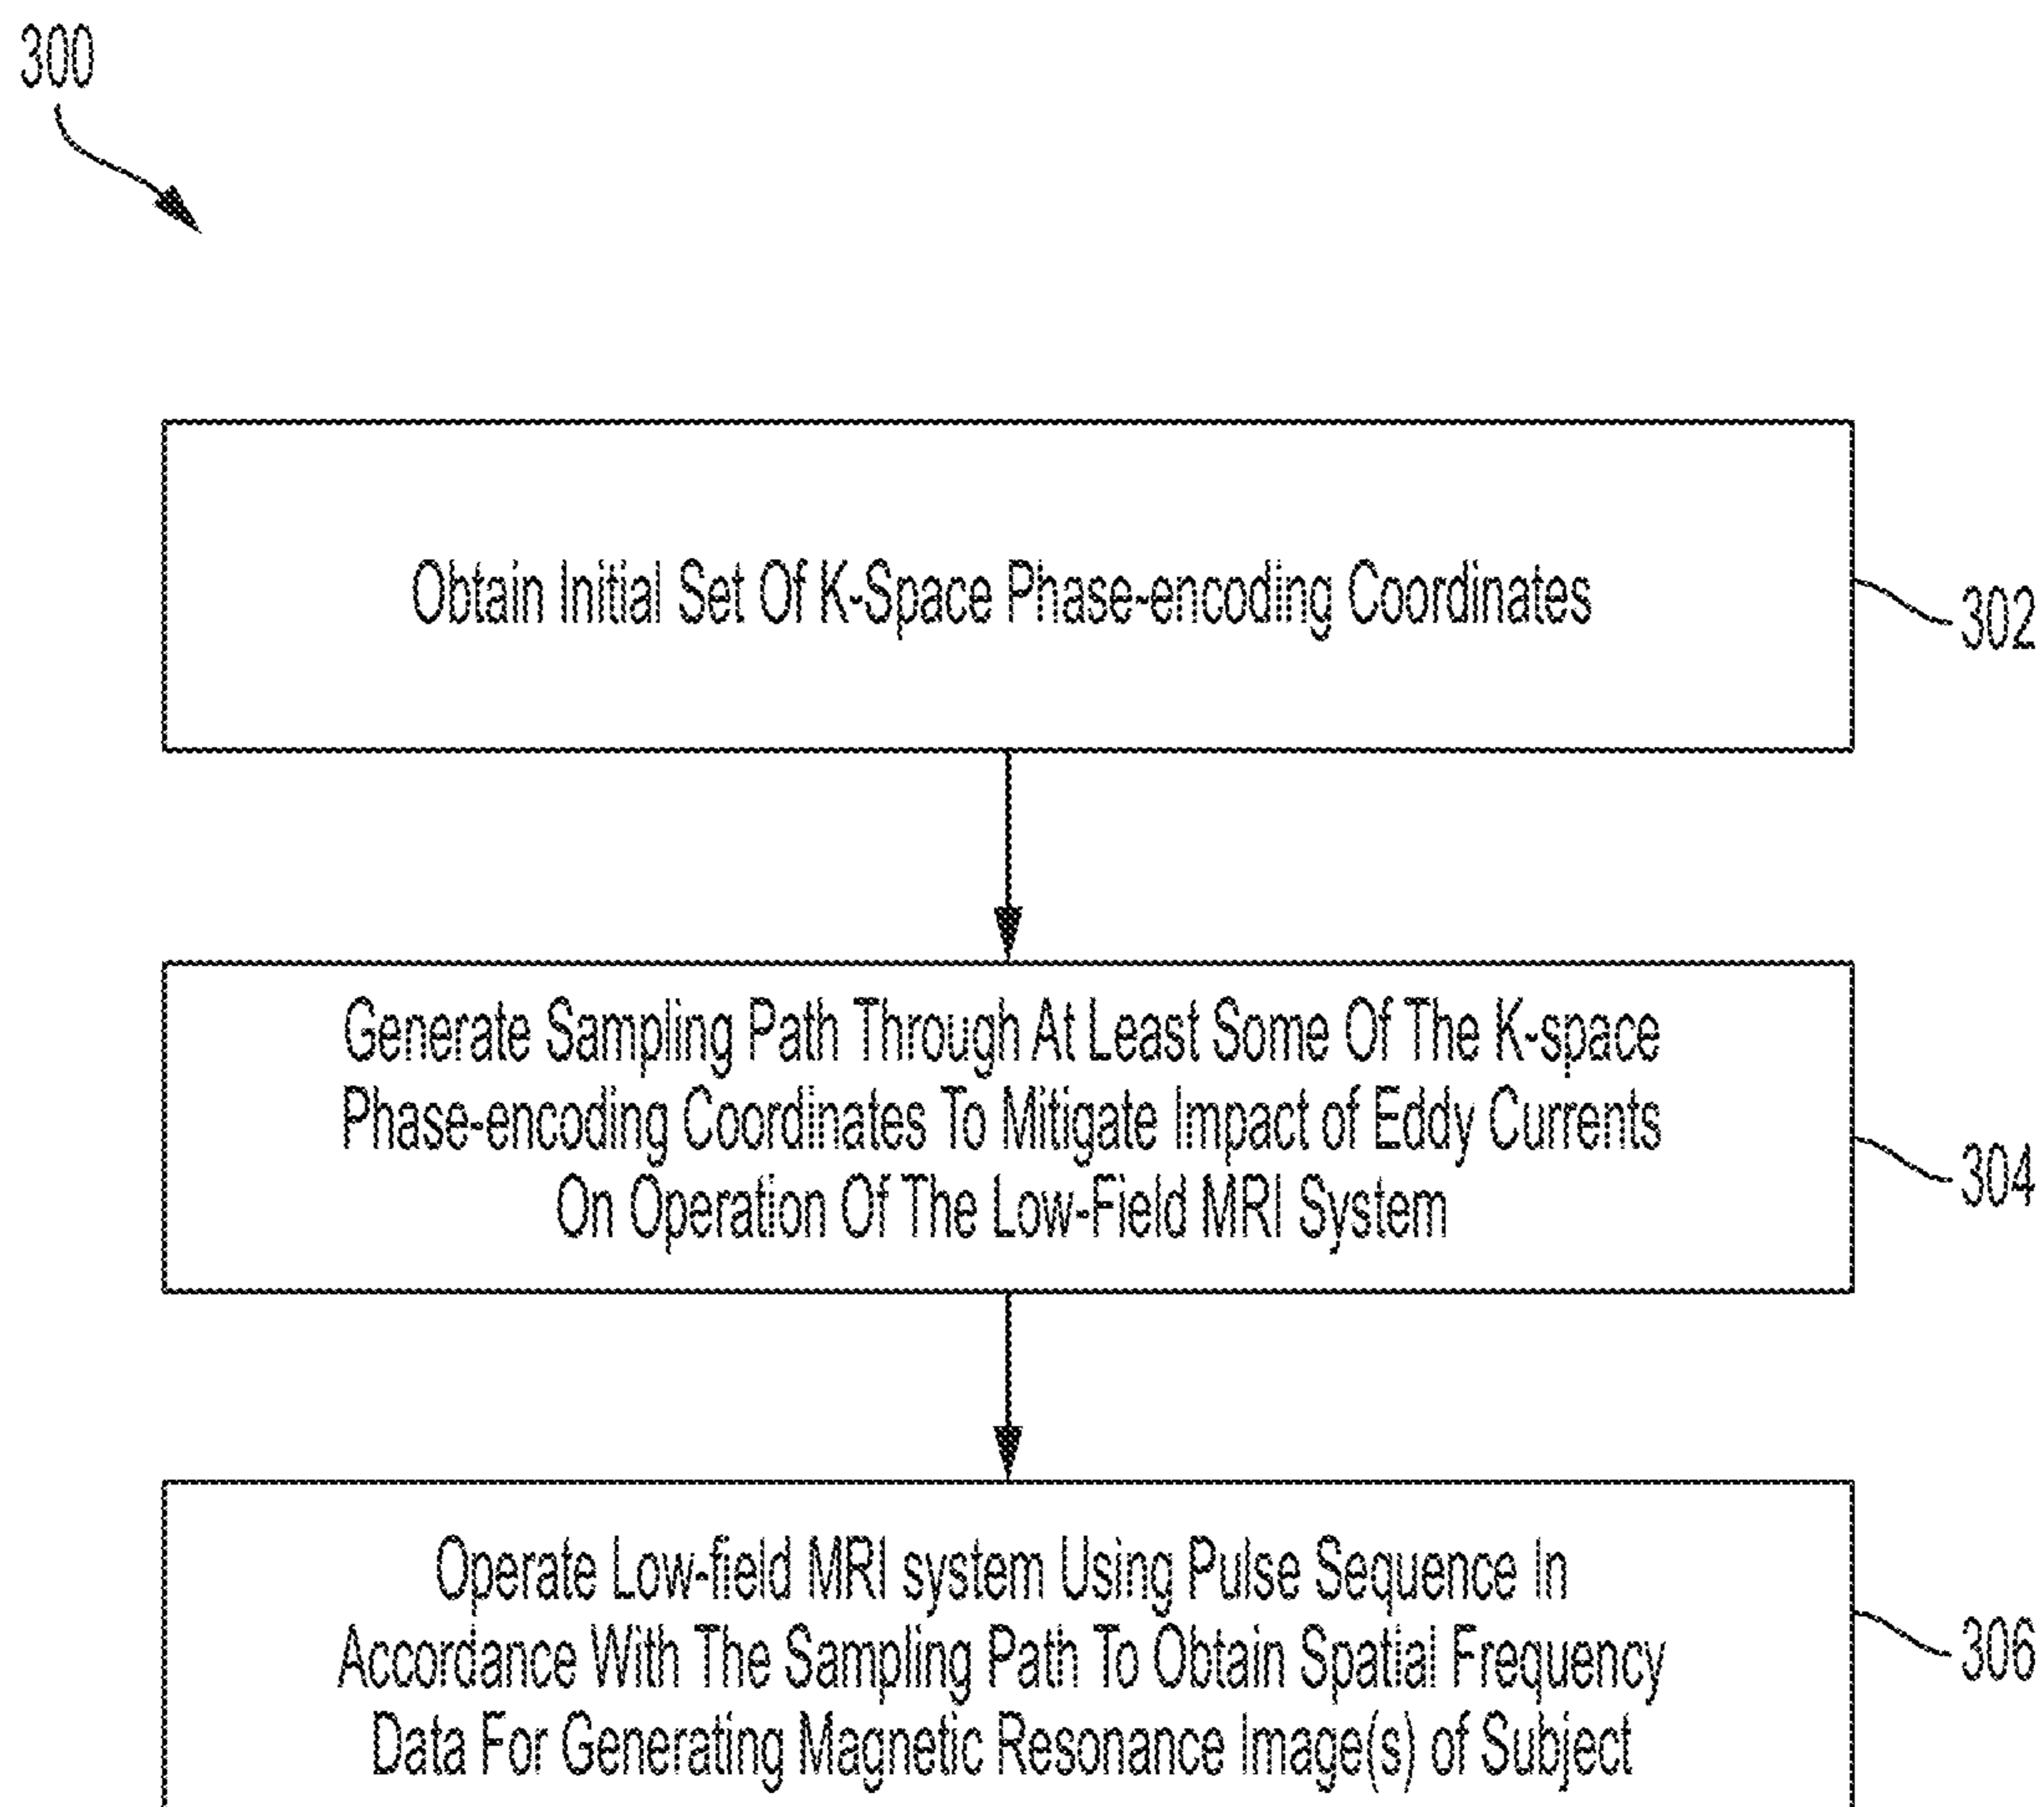 300
Obtain Initial Set Of K-Space Phase-encoding Coordinates
302
Generate Sampling Path Through At Least Some Of The K-space
Phase-encoding Coordinates To Mitigate Impact of Eddy Currents
On Operation Of The Low-Field MRI System
304
Operate Low-field MRI system Using Pulse Sequence In
Accordance With The Sampling Path To Obtain Spatial Frequency
Data For Generating Magnetic Resonance Image(s) of Subject
306